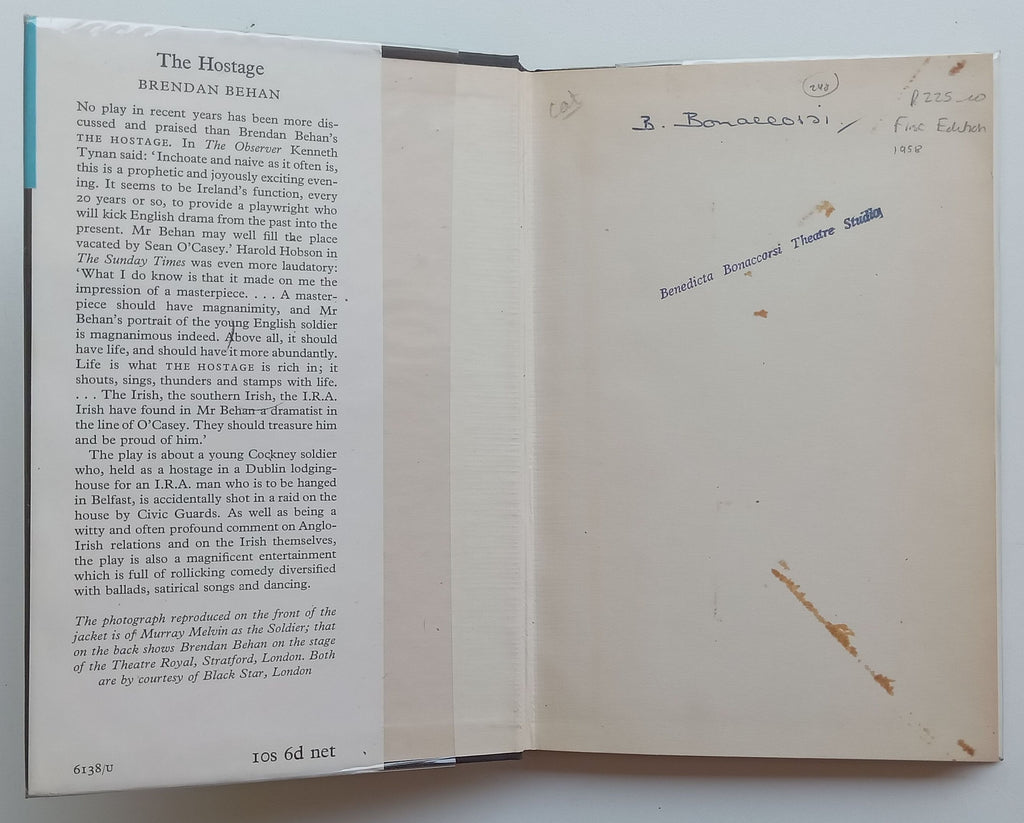 The Hostage
BRENDAN BEHAN
No play in recent years has been more dis-
cussed and praised than Brendan Behan's
THE HOSTAGE. In The Observer Kenneth
Tynan said: 'Inchoate and naive as it often is,
this is a prophetic and joyously exciting even-
ing. It seems to be Ireland's function, every
20 years or so, to provide a playwright who
will kick English drama from the past into the
present. Mr Behan may well fill the place
vacated by Sean O'Casey.' Harold Hobson in
The Sunday Times was even more laudatory:
'What I do know is that it made on me the
impression of a masterpiece. . . . A master-
piece should have magnanimity, and Mr
Behan's portrait of the young English soldier
is magnanimous indeed. Above all, it should
have life, and should have it more abundantly.
Life is what THE HOSTAGE is rich in; it
shouts, sings, thunders and stamps with life.
. . . The Irish, the southern Irish, the I.R.A.
Irish have found in Mr Behan a dramatist in
the line of O'Casey. They should treasure him
and be proud of him.'
The play is about a young Cockney soldier
who, held as a hostage in a Dublin lodging-
house for an I.R.A. man who is to be hanged
in Belfast, is accidentally shot in a raid on the
house by Civic Guards. As well as being a
witty and often profound comment on Anglo-
Irish relations and on the Irish themselves,
the play is also a magnificent entertainment
which is full of rollicking comedy diversified
with ballads, satirical songs and dancing.
The photograph reproduced on the front of the
jacket is of Murray Melvin as the Soldier; that
on the back shows Brendan Behan on the stage
of the Theatre Royal, Stratford, London. Both
are by courtesy of Black Star, London
10s 6d net
6138/U
240
B. Bonaccorsi
R225
Edition
1958
Benedicta Bonaccorsi Theatre Studio